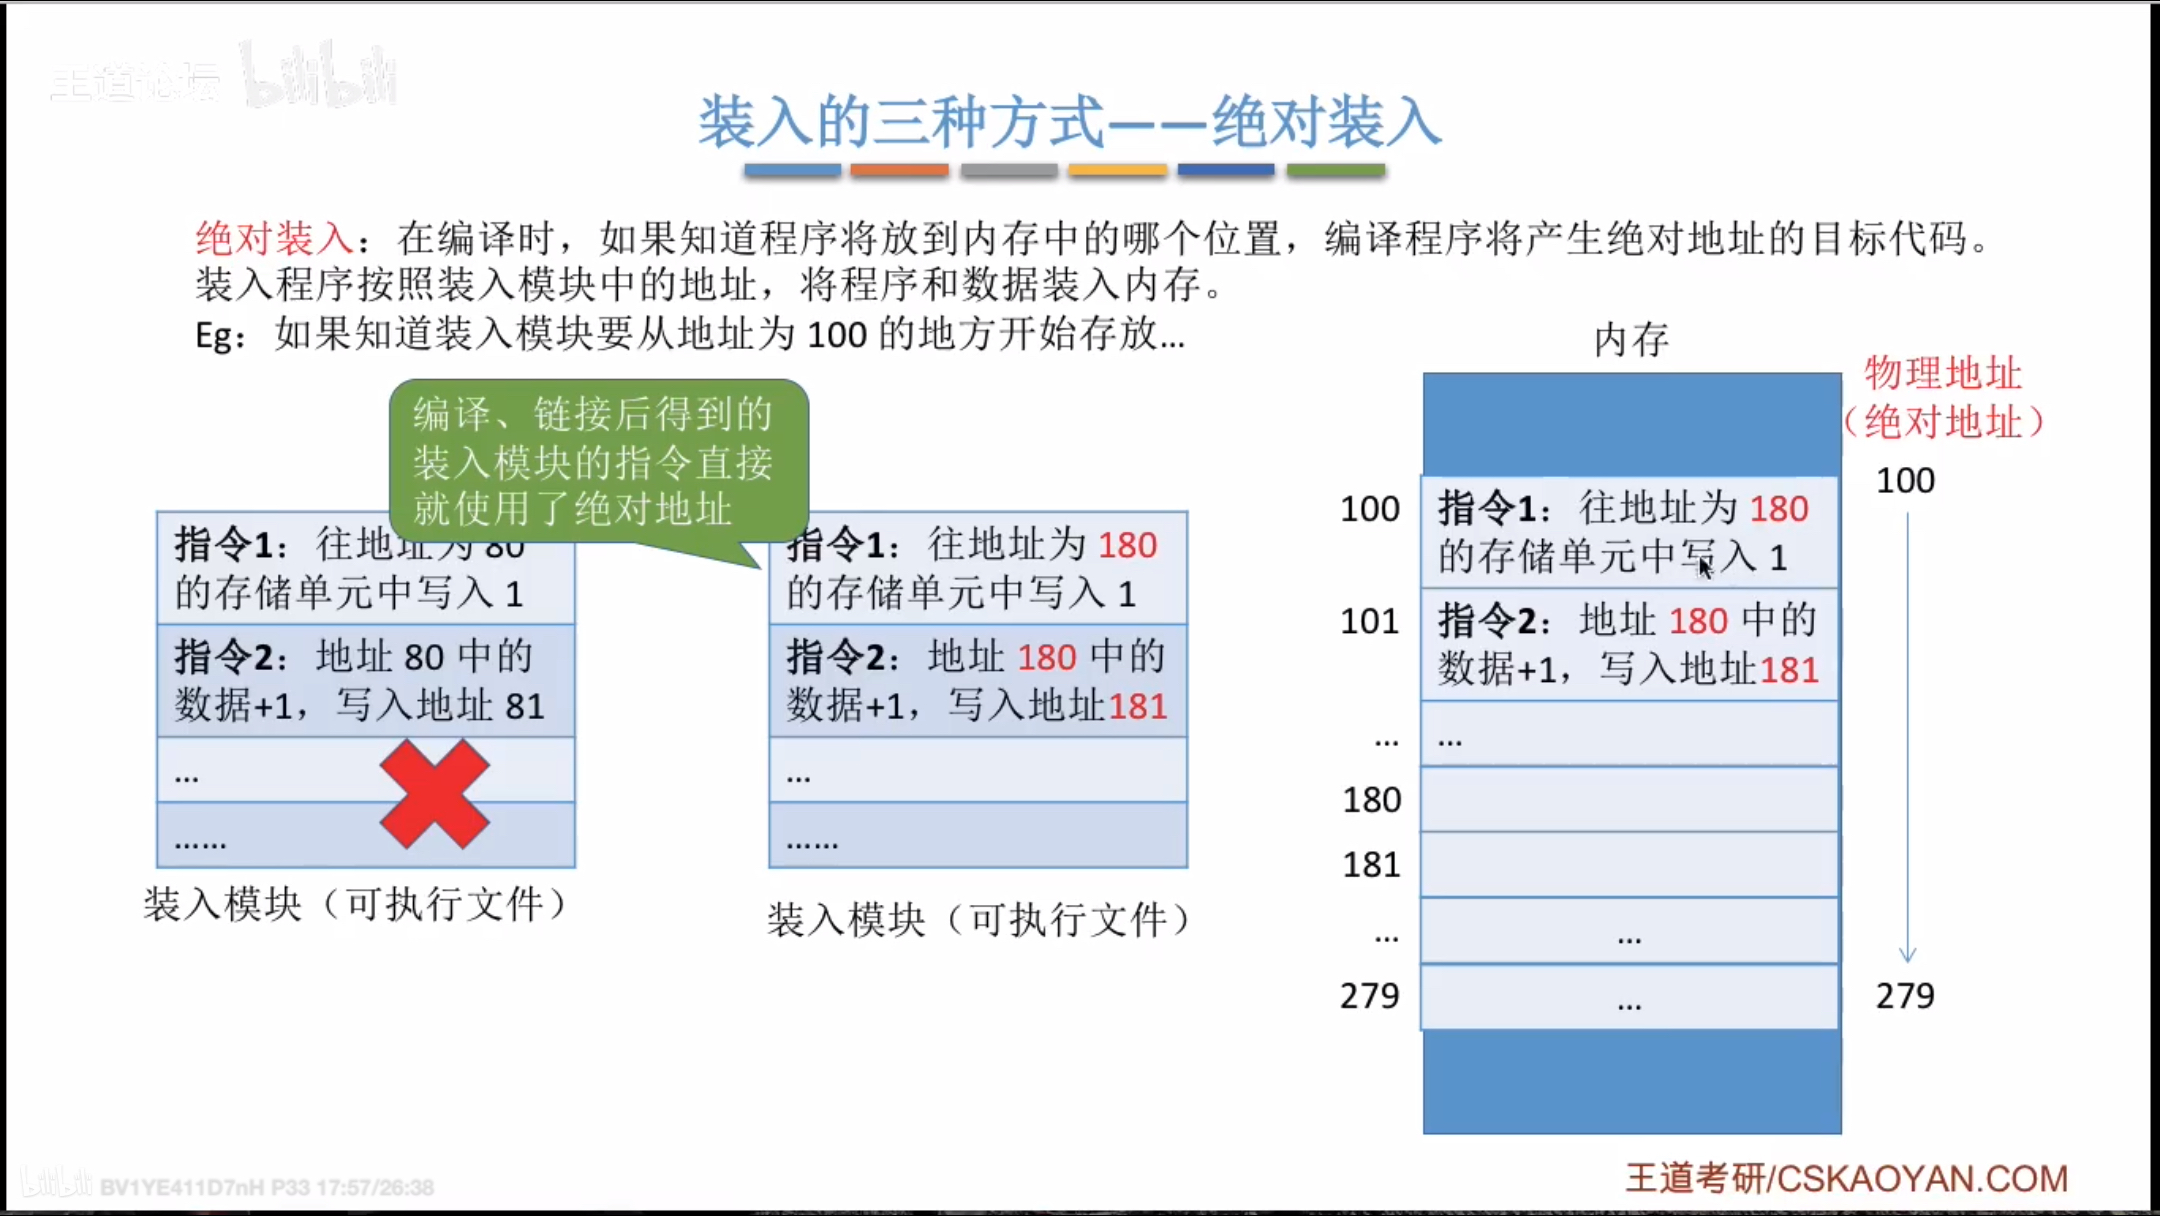 王道论坛 bilibili
装入的三种方式——绝对装入
绝对装入：在编译时，如果知道程序将放到内存中的哪个位置，编译程序将产生绝对地址的目标代码。
装入程序按照装入模块中的地址，将程序和数据装入内存。
Eg：如果知道装入模块要从地址为 100 的地方开始存放...
编译、链接后得到的
装入模块的指令直接
就使用了绝对地址
指令1：往地址为 80
的存储单元中写入 1
指令2：地址 80 中的
数据+1，写入地址 81
...
......
装入模块（可执行文件）
指令1：往地址为 180
的存储单元中写入 1
指令2：地址 180 中的
数据+1，写入地址181
...
......
装入模块（可执行文件）
内存
物理地址
（绝对地址）
100
279
100
指令1：往地址为 180
的存储单元中写入 1
101
指令2：地址 180 中的
数据+1，写入地址181
... ...
180
181
... ...
279 ...
王道考研/CSKAOYAN.COM
bilibili BV1YE411D7nH P33 17:57/26:38